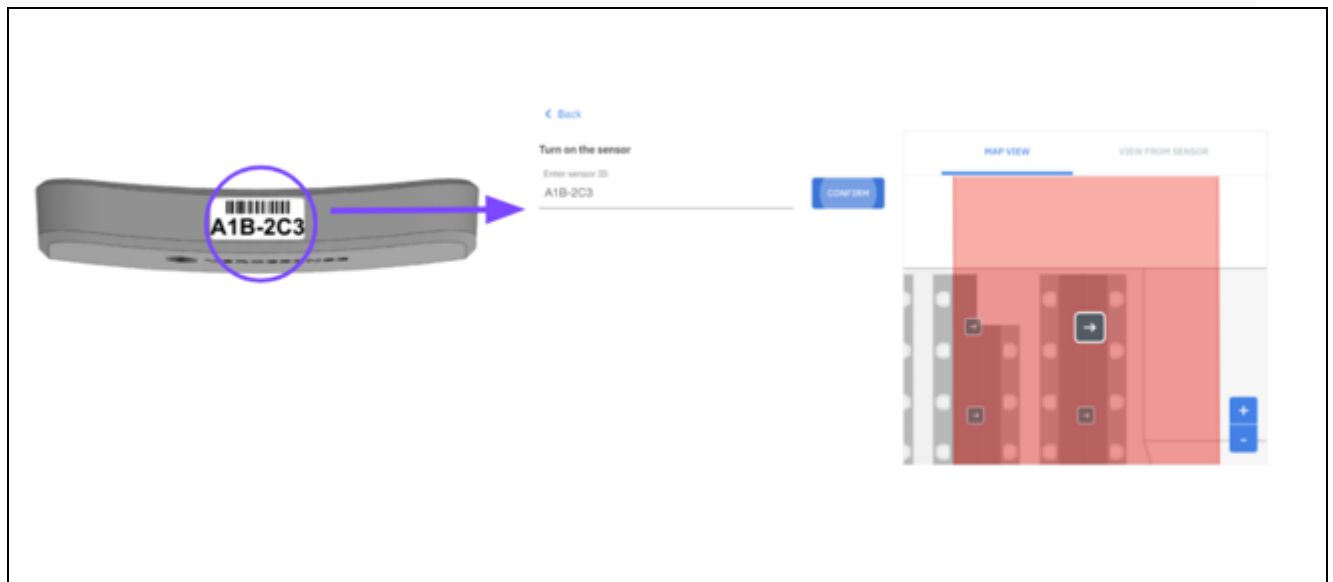 A1B-2C3
Back
Turn on the sensor
Enter sensor ID
A1B-2C3
CONFIRM
MAP VIEW
VIEW FROM SENSOR
+
-